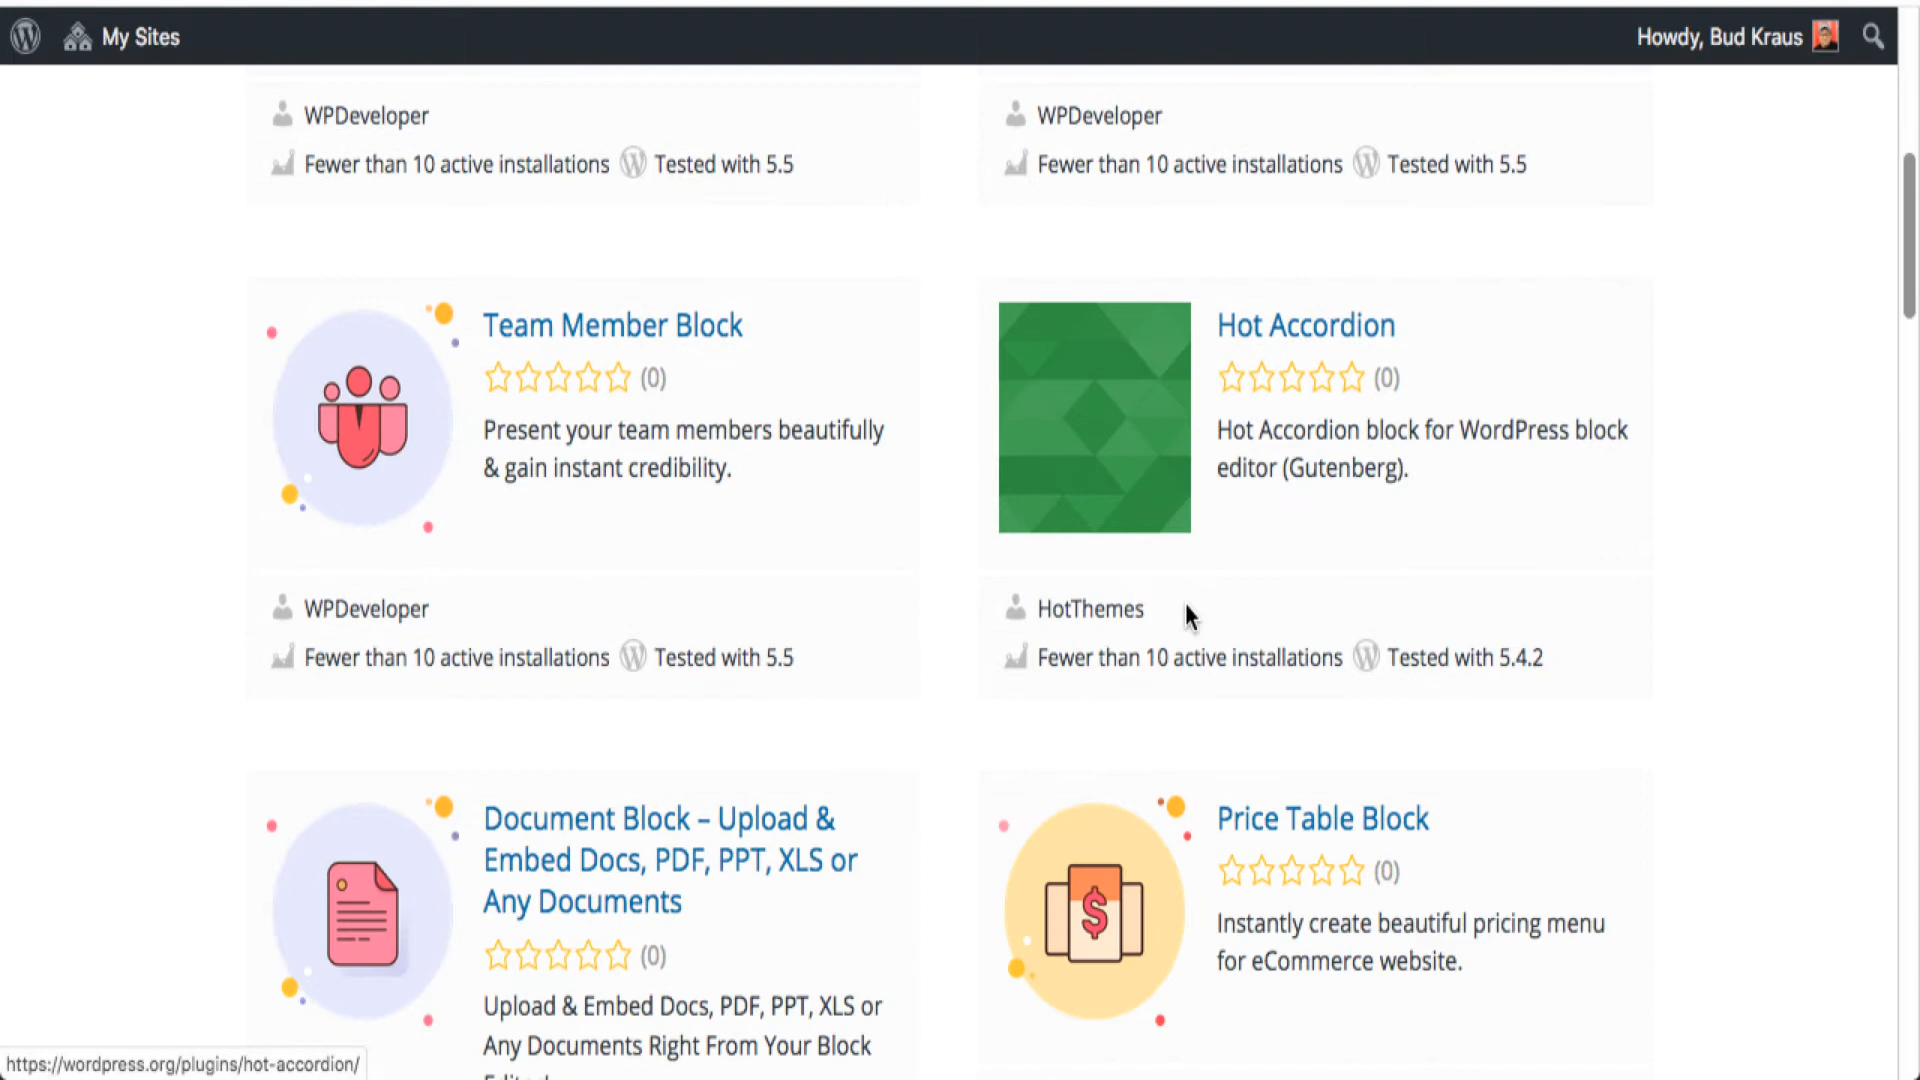 My Sites
Howdy, Bud Kraus
WPDeveloper
Fewer than 10 active installations Tested with 5.5
WPDeveloper
Fewer than 10 active installations Tested with 5.5
Team Member Block
(0)
Present your team members beautifully
& gain instant credibility.
WPDeveloper
Fewer than 10 active installations Tested with 5.5
Hot Accordion
(0)
Hot Accordion block for WordPress block
editor (Gutenberg).
HotThemes
Fewer than 10 active installations Tested with 5.4.2
Document Block – Upload &
Embed Docs, PDF, PPT, XLS or
Any Documents
(0)
Upload & Embed Docs, PDF, PPT, XLS or
Any Documents Right From Your Block
Price Table Block
(0)
Instantly create beautiful pricing menu
for eCommerce website.
https://wordpress.org/plugins/hot-accordion/